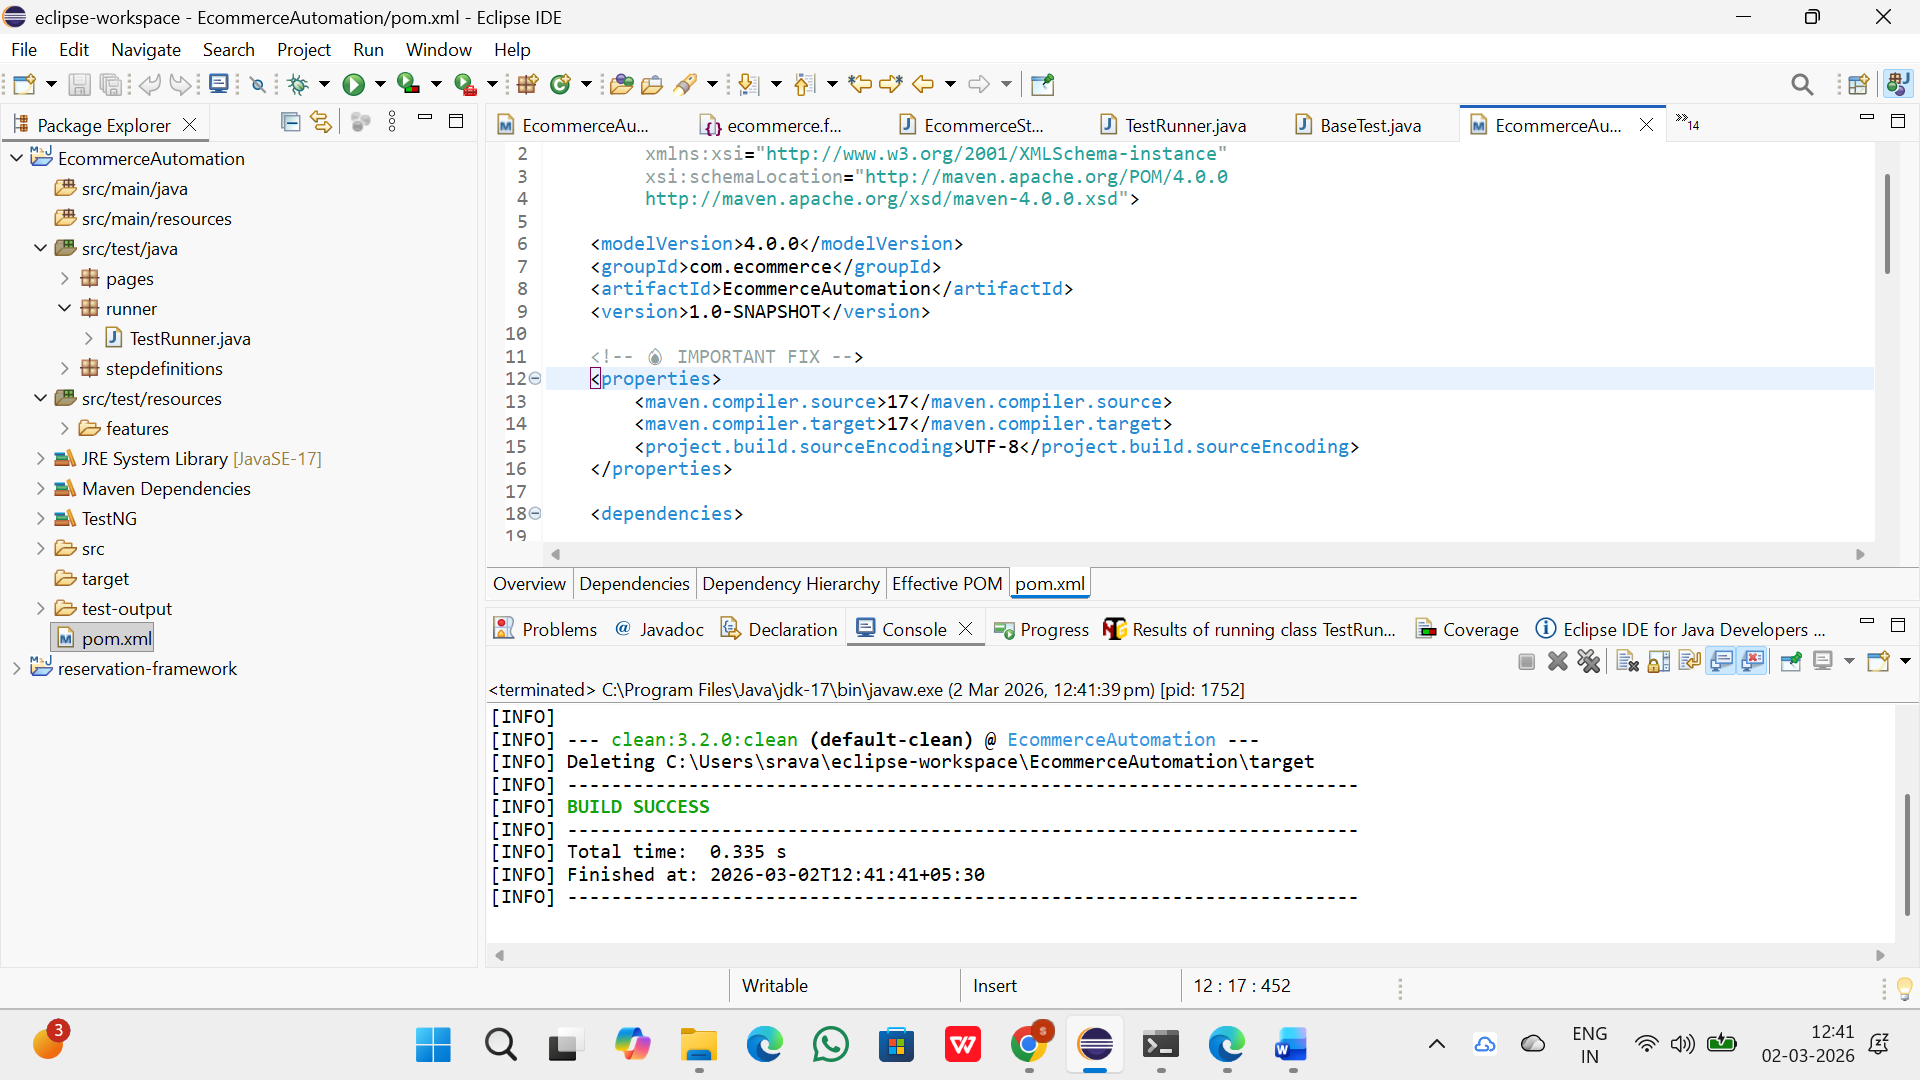 eclipse-workspace - EcommerceAutomation/pom.xml - Eclipse IDE
File Edit Navigate Search Project Run Window Help
Package Explorer
EcommerceAutomation
src/main/java
src/main/resources
src/test/java
pages
runner
TestRunner.java
stepdefinitions
src/test/resources
features
JRE System Library [JavaSE-17]
Maven Dependencies
TestNG
src
target
test-output
pom.xml
reservation-framework
EcommerceAu... ecommerce.f... EcommerceSt... TestRunner.java BaseTest.java EcommerceAu... »14
2 xmlns:xsi="http://www.w3.org/2001/XMLSchema-instance"
3 xsi:schemaLocation="http://maven.apache.org/POM/4.0.0
4 http://maven.apache.org/xsd/maven-4.0.0.xsd">
5
6 <modelVersion>4.0.0</modelVersion>
7 <groupId>com.ecommerce</groupId>
8 <artifactId>EcommerceAutomation</artifactId>
9 <version>1.0-SNAPSHOT</version>
10
11 <!-- 🔥 IMPORTANT FIX -->
12 <properties>
13 <maven.compiler.source>17</maven.compiler.source>
14 <maven.compiler.target>17</maven.compiler.target>
15 <project.build.sourceEncoding>UTF-8</project.build.sourceEncoding>
16 </properties>
17
18 <dependencies>
19
Overview Dependencies Dependency Hierarchy Effective POM pom.xml
Problems Javadoc Declaration Console Progress Results of running class TestRun... Coverage Eclipse IDE for Java Developers ...
<terminated> C:\Program Files\Java\jdk-17\bin\javaw.exe (2 Mar 2026, 12:41:39 pm) [pid: 1752]
[INFO]
[INFO] --- clean:3.2.0:clean (default-clean) @ EcommerceAutomation ---
[INFO] Deleting C:\Users\srava\eclipse-workspace\EcommerceAutomation\target
[INFO] ------------------------------------------------------------------------
[INFO] BUILD SUCCESS
[INFO] ------------------------------------------------------------------------
[INFO] Total time:  0.335 s
[INFO] Finished at: 2026-03-02T12:41:41+05:30
[INFO] ------------------------------------------------------------------------
Writable Insert 12 : 17 : 452
3
S
W
ENG
IN
12:41
02-03-2026